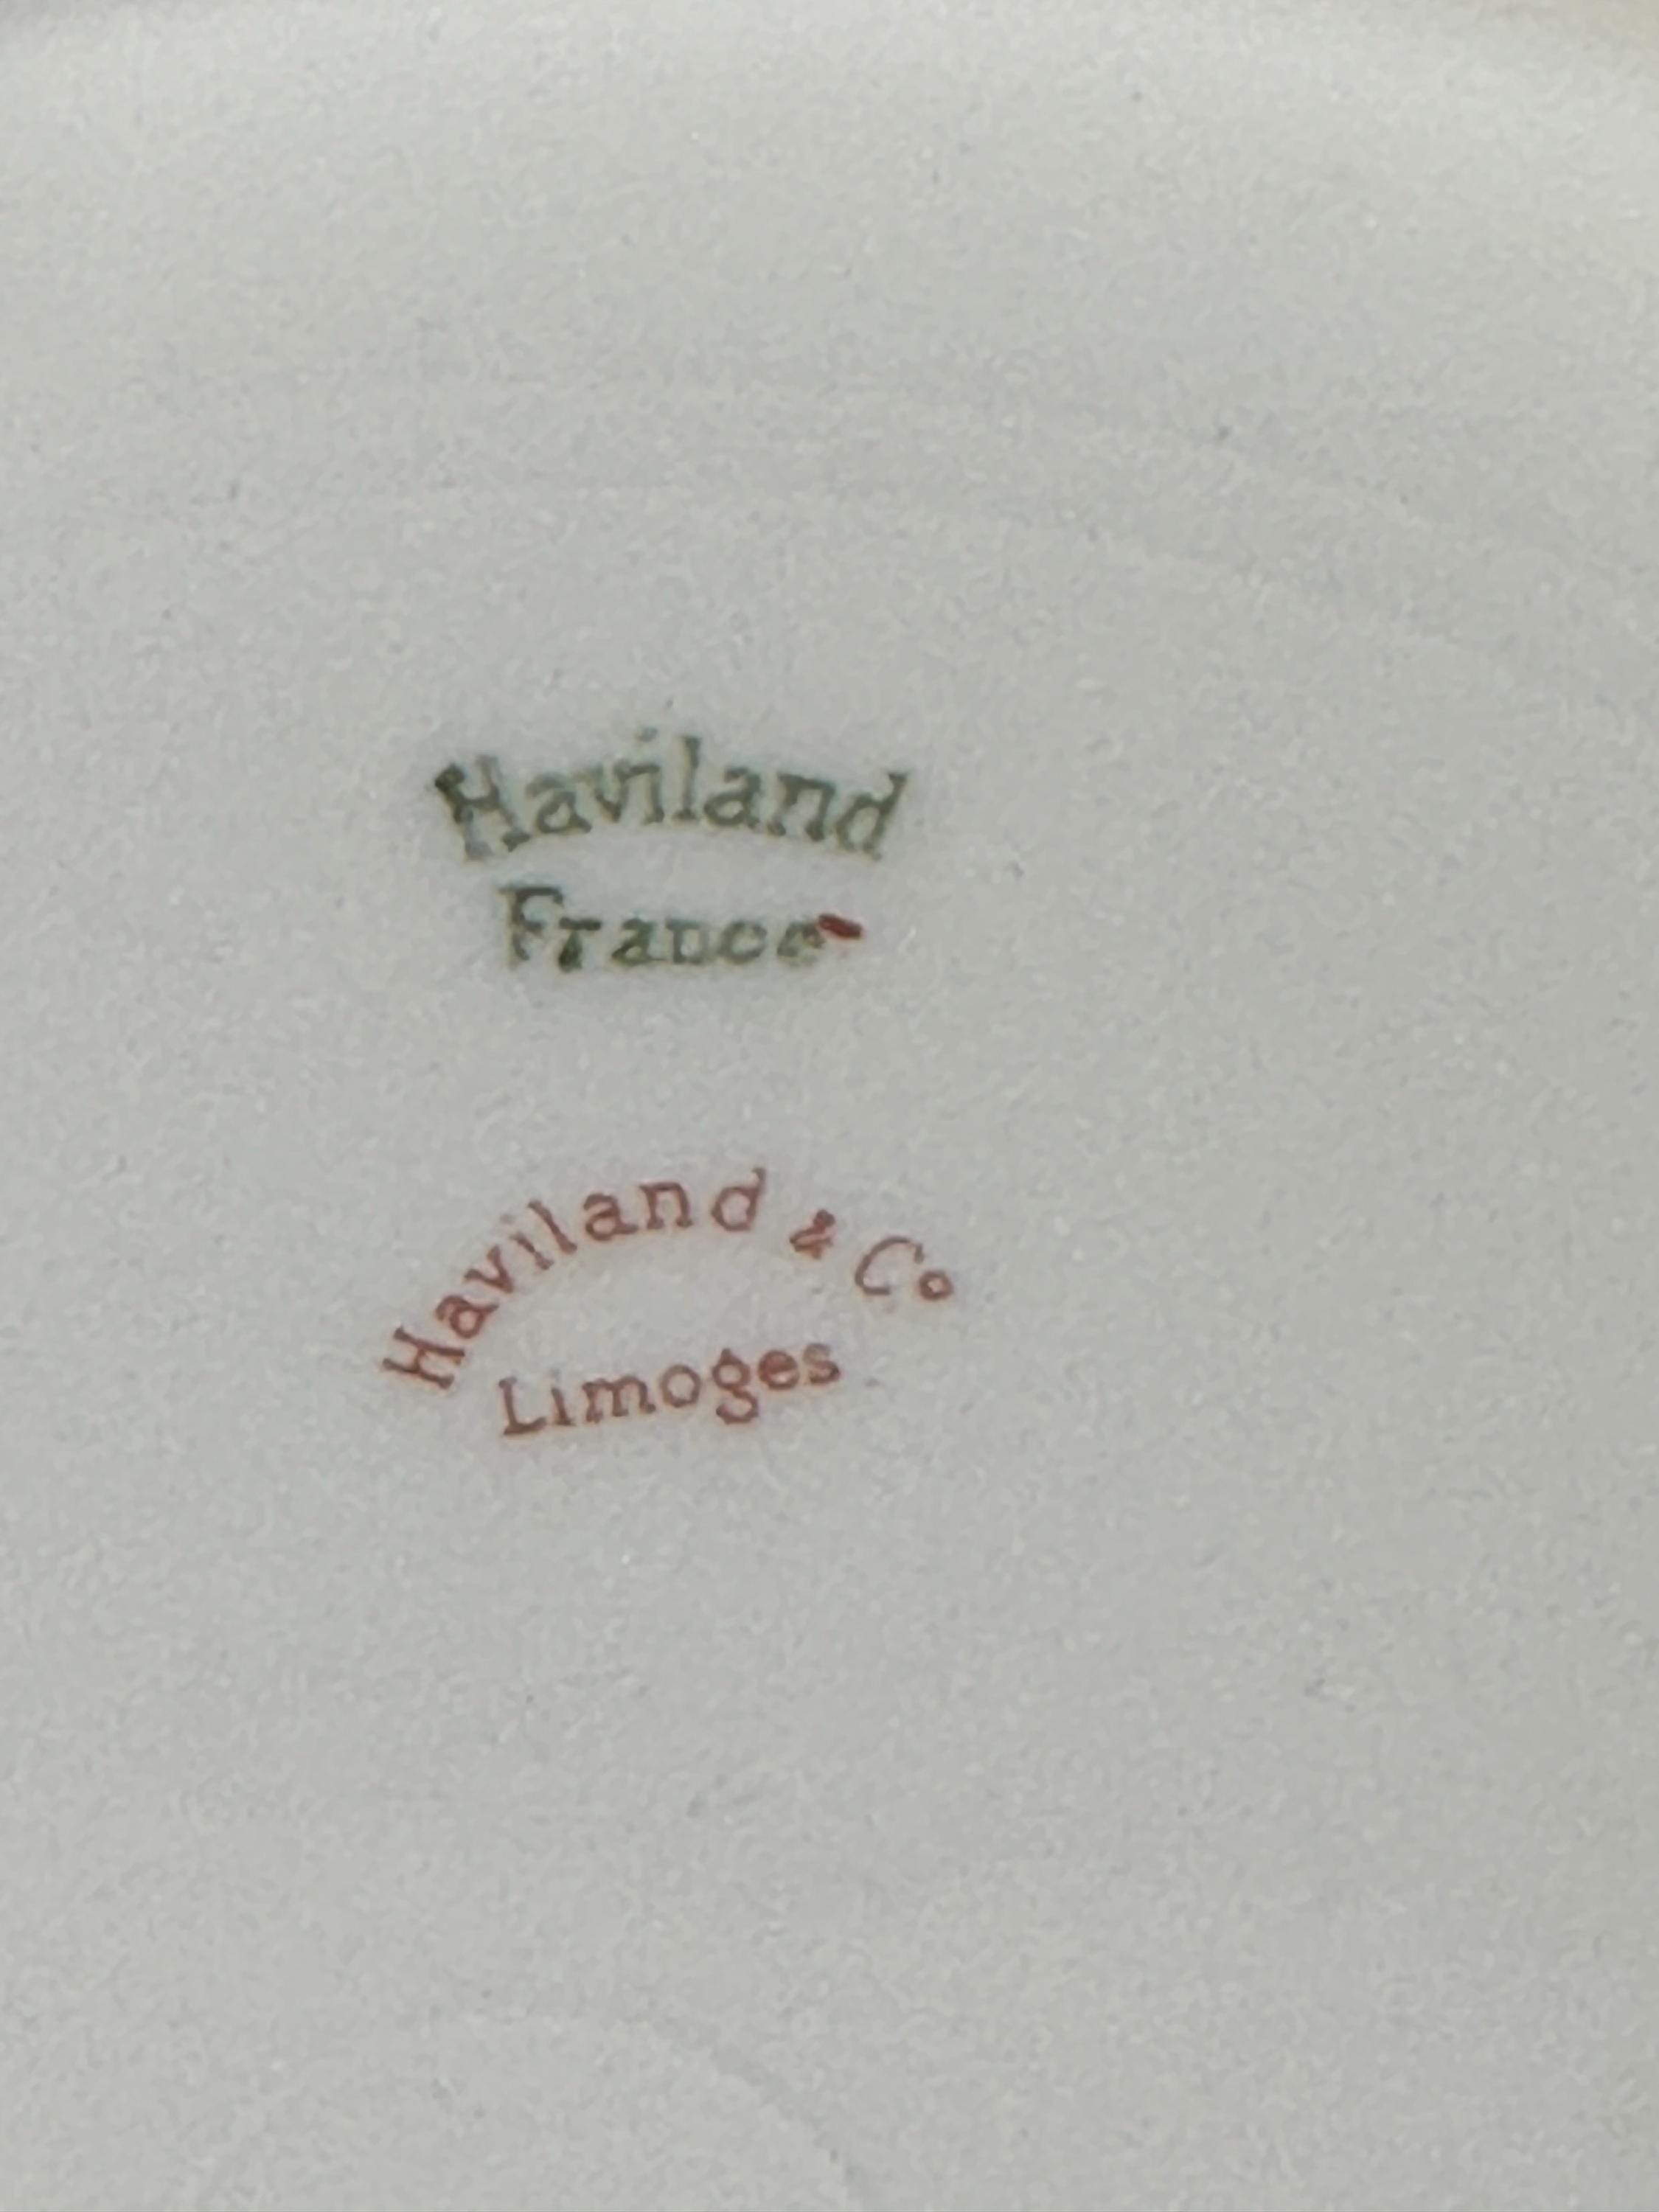 Haviland
France
Haviland & Co
Limoges